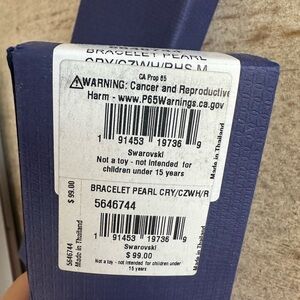 5646744
BRACELET PEARL
CRY/CZWH/RHS M
CA Prop 65
⚠WARNING: Cancer and Reproductive
Harm - www.P65Warnings.ca.gov
1 91453 19736 9
Swarovski
Not a toy - not intended for
children under 15 years
Made in Thailand
$ 99.00
BRACELET PEARL CRY/CZWH/R
5646744
1 91453 19736 9
Swarovski
$ 99.00
Not a toy - not intended for children under
15 years
5646744
Made in Thailand